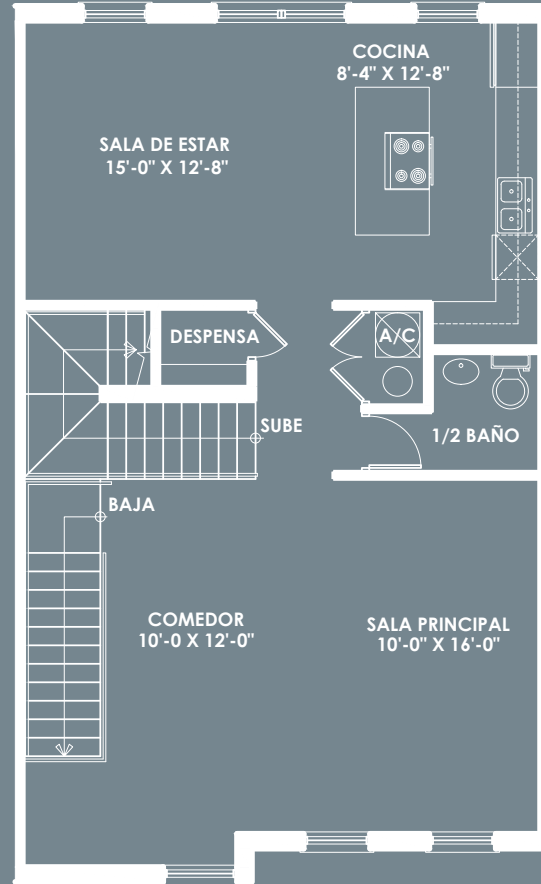 COCINA
8'-4" X 12'-8"
SALA DE ESTAR
15'-0" X 12'-8"
DESPENSA
A/C
SUBE
1/2 BAÑO
BAJA
COMEDOR
10'-0 X 12'-0"
SALA PRINCIPAL
10'-0" X 16'-0"